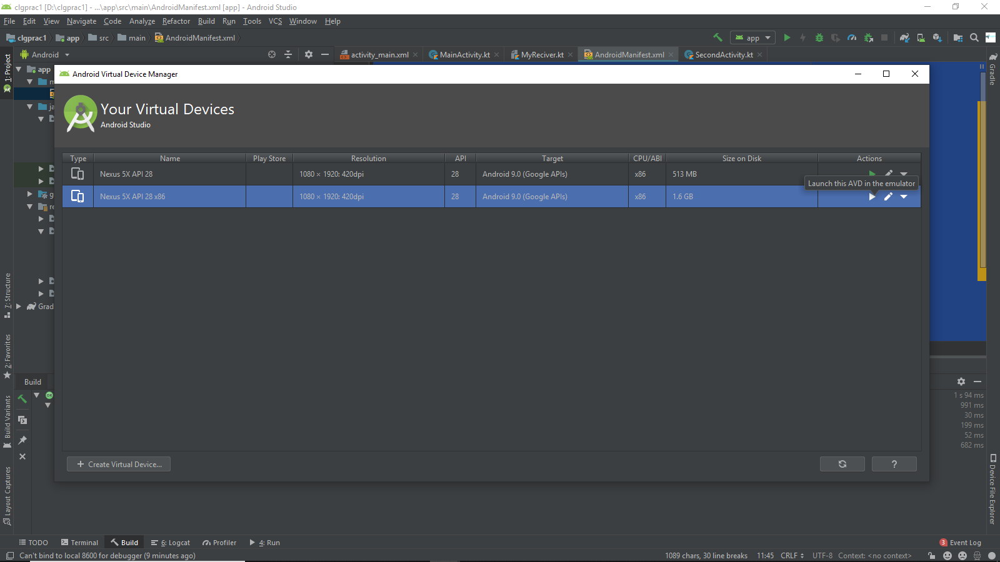 clgprac1 [D:\clgprac1] - ...\app\src\main\AndroidManifest.xml [app] - Android Studio
File Edit View Navigate Code Analyze Refactor Build Run Tools VCS Window Help
clgprac1 app src main AndroidManifest.xml
app
Android
activity_main.xml MainActivity.kt MyReciver.kt AndroidManifest.xml SecondActivity.kt
1: Project
Gradle
app
Android Virtual Device Manager
Your Virtual Devices
Android Studio
Type Name Play Store Resolution API Target CPU/ABI Size on Disk Actions
Nexus 5X API 28 1080 × 1920: 420dpi 28 Android 9.0 (Google APIs) x86 513 MB
Launch this AVD in the emulator
Nexus 5X API 28 x86 1080 × 1920: 420dpi 28 Android 9.0 (Google APIs) x86 1.6 GB
Create Virtual Device...
?
m
ja
g
re
Grad
7: Structure
2: Favorites
Build Variants
Layout Captures
Device File Explorer
Build
OK
1 s 94 ms
991 ms
30 ms
199 ms
52 ms
682 ms
TODO Terminal Build 6: Logcat Profiler 4: Run
3 Event Log
Can't bind to local 8600 for debugger (9 minutes ago)
1089 chars, 30 line breaks 11:45 CRLF UTF-8 Context: <no context>